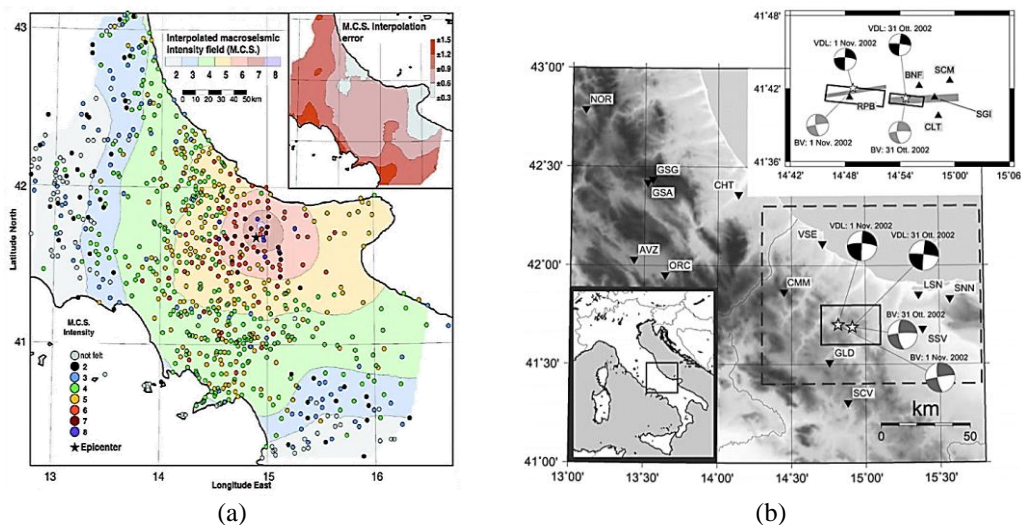 43
42
41
13
14
15
16
Latitude North
Longitude East
Interpolated macroseismic
intensity field (M.C.S.)
2 3 4 5 6 7 8
0 10 20 30 40 50km
M.C.S. interpolation
error
±1.5
±1.2
±0.9
±0.6
±0.3
M.C.S.
Intensity
not felt
2
3
4
5
6
7
8
Epicenter
(a)
41°48'
41°42'
41°36'
14°42' 14°48' 14°54' 15°00' 15°06'
VDL: 31 Ott. 2002
VDL: 1 Nov. 2002
BNF
SCM
RPB
CLT
SGI
BV: 1 Nov. 2002
BV: 31 Ott. 2002
43°00'
42°30'
42°00'
41°30'
41°00'
13°00' 13°30' 14°00' 14°30' 15°00' 15°30'
NOR
GSG
GSA
CHT
AVZ
ORC
VSE
CMM
VDL: 1 Nov. 2002
VDL: 31 Ott. 2002
LSN
SNN
BV: 31 Ott. 2002
SSV
BV: 1 Nov. 2002
GLD
SCV
km
0 50
(b)